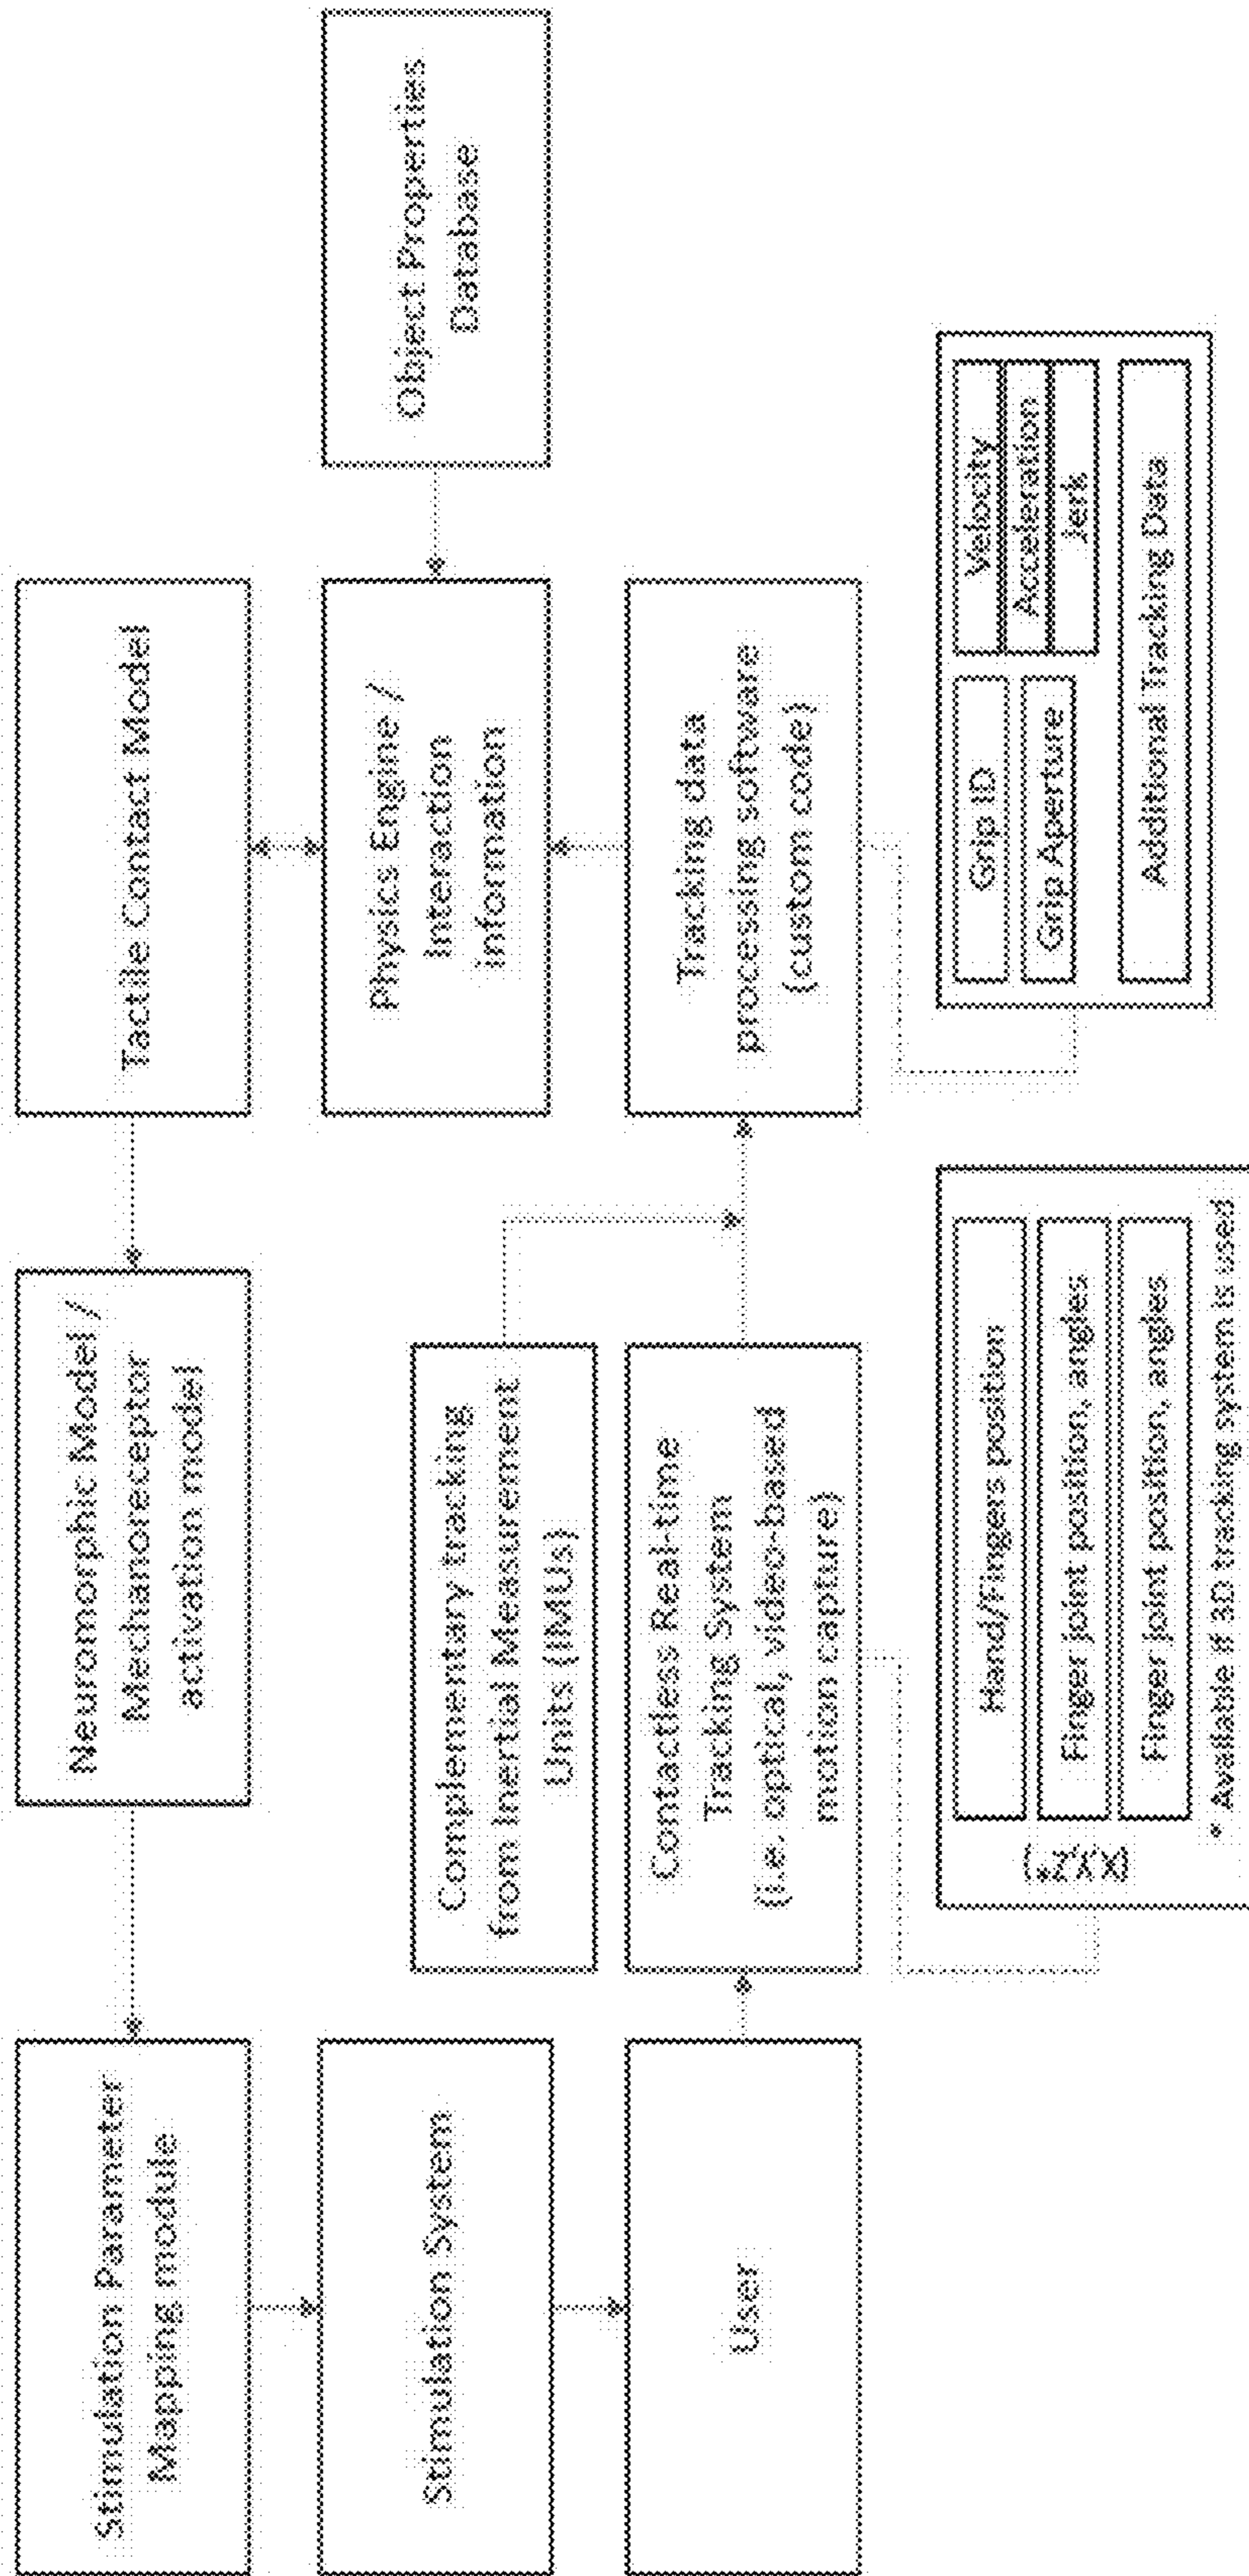 Stimulation Parameter
Mapping module
Neuromorphic Model /
Mechanoreceptor
activation model
Tactile Contact Model
Stimulation System
Complementary tracking
from Inertial Measurement
Units (IMUs)
Physics Engine /
Interaction
information
Object Properties
Database
User
Contactless Real-time
Tracking System
(i.e. optical, video-based
motion capture)
Tracking data
processing software
(custom code)
(X,Y,Z*)
Hand/Fingers position
Finger joint position, angles
Finger joint position, angles
* Available if 3D tracking system is used
Grip ID
Grip Aperture
Velocity
Acceleration
Jerk
Additional Tracking Data